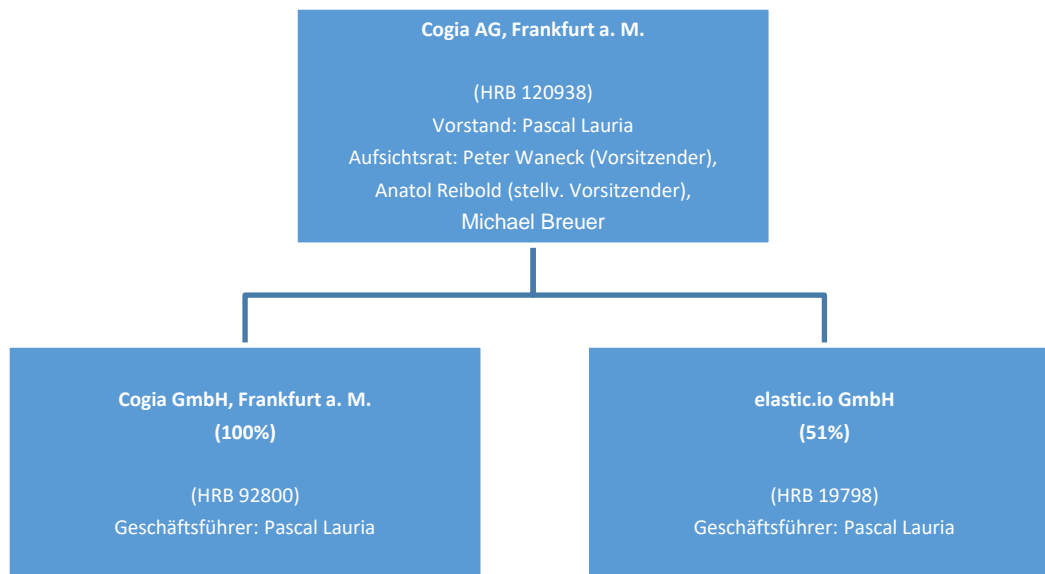 Cogia AG, Frankfurt a. M.
(HRB 120938)
Vorstand: Pascal Lauria
Aufsichtsrat: Peter Waneck (Vorsitzender),
Anatol Reibold (stellv. Vorsitzender),
Michael Breuer
Cogia GmbH, Frankfurt a. M.
(100%)
(HRB 92800)
Geschäftsführer: Pascal Lauria
elastic.io GmbH
(51%)
(HRB 19798)
Geschäftsführer: Pascal Lauria